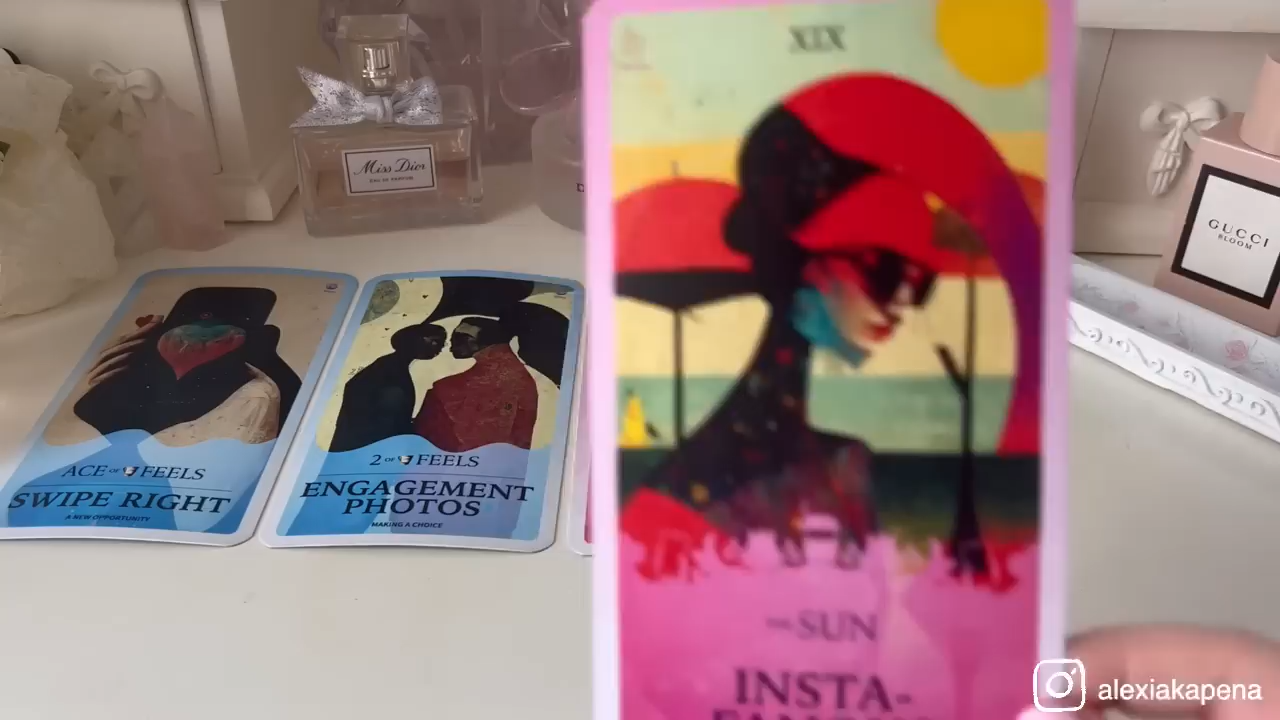 Miss Dior
EAU DE PARFUM
GUCCI
BLOOM
ACE OF FEELS
SWIPE RIGHT
A NEW OPPORTUNITY
2 OF FEELS
ENGAGEMENT
PHOTOS
MAKING A CHOICE
XIX
THE SUN
INSTA-
alexiakapena